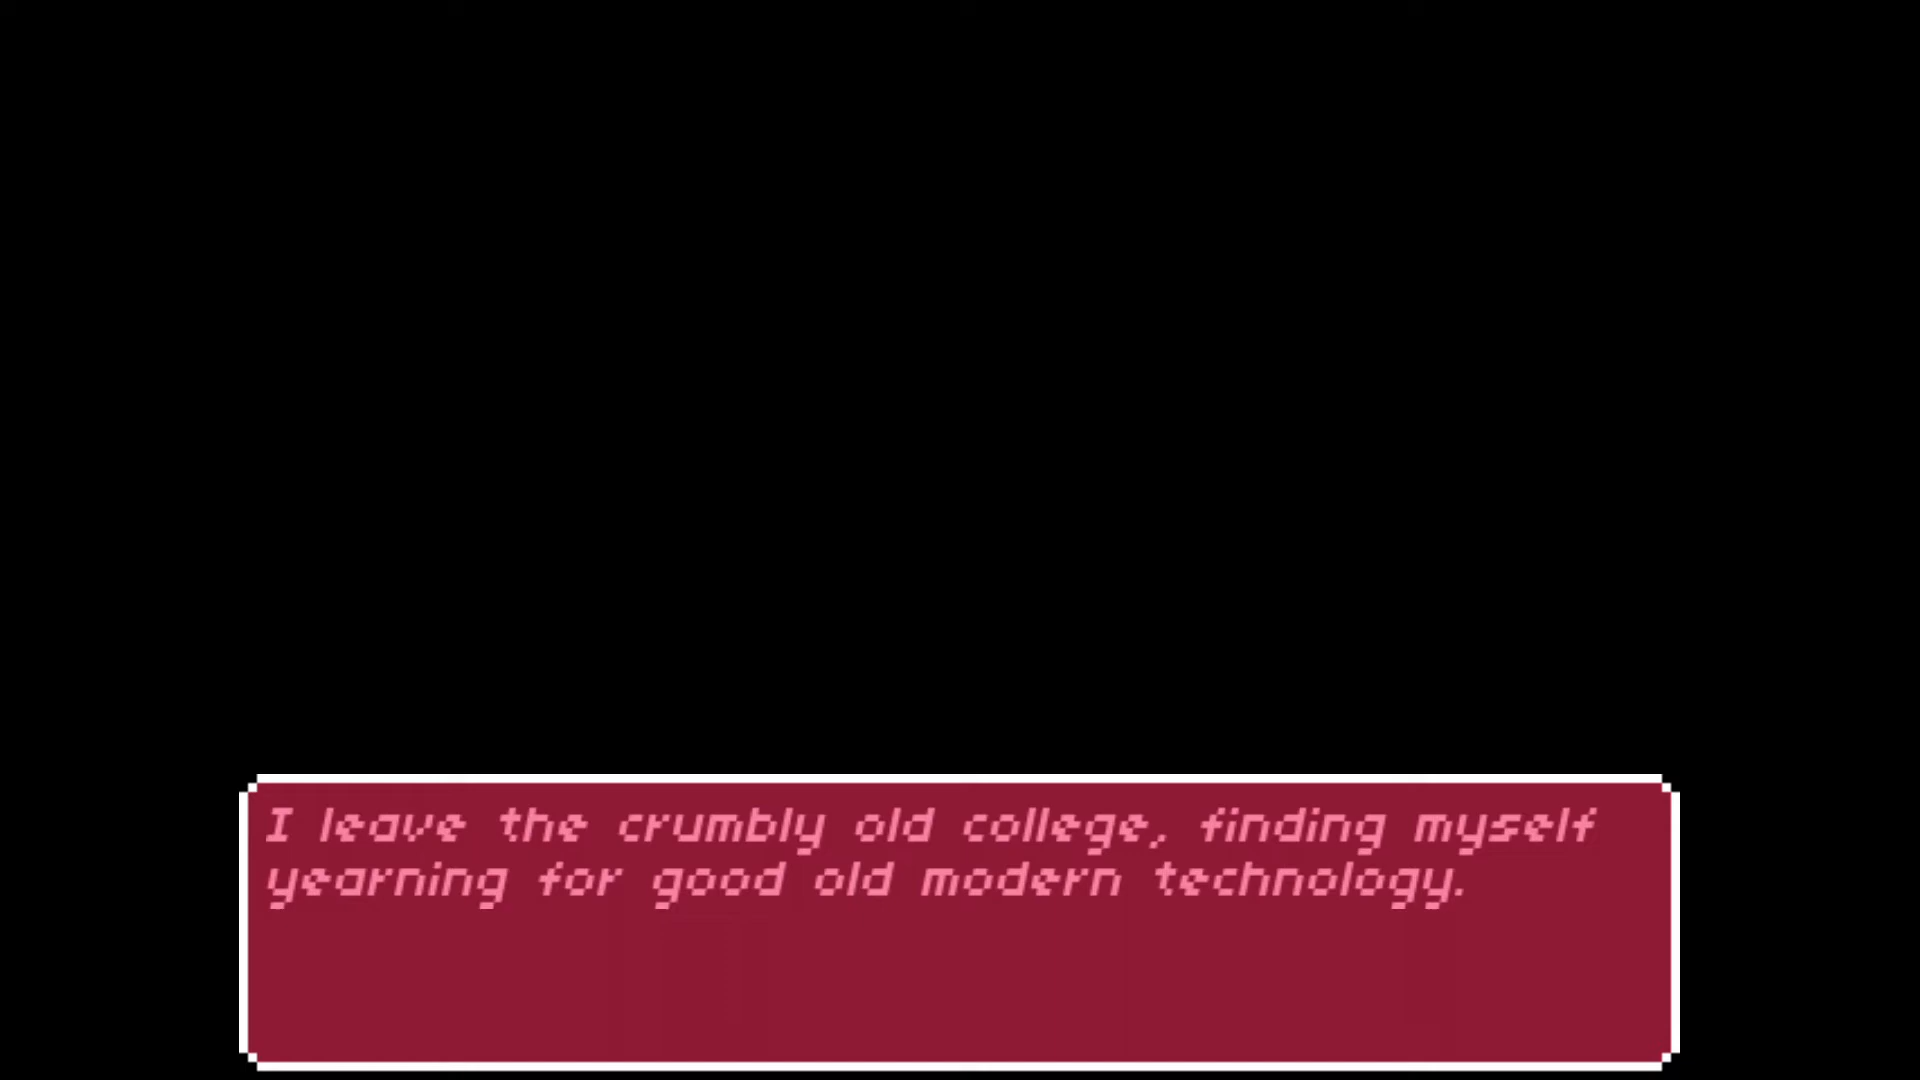 I leave the crumbly old college, finding myself
yearning for good old modern technology.